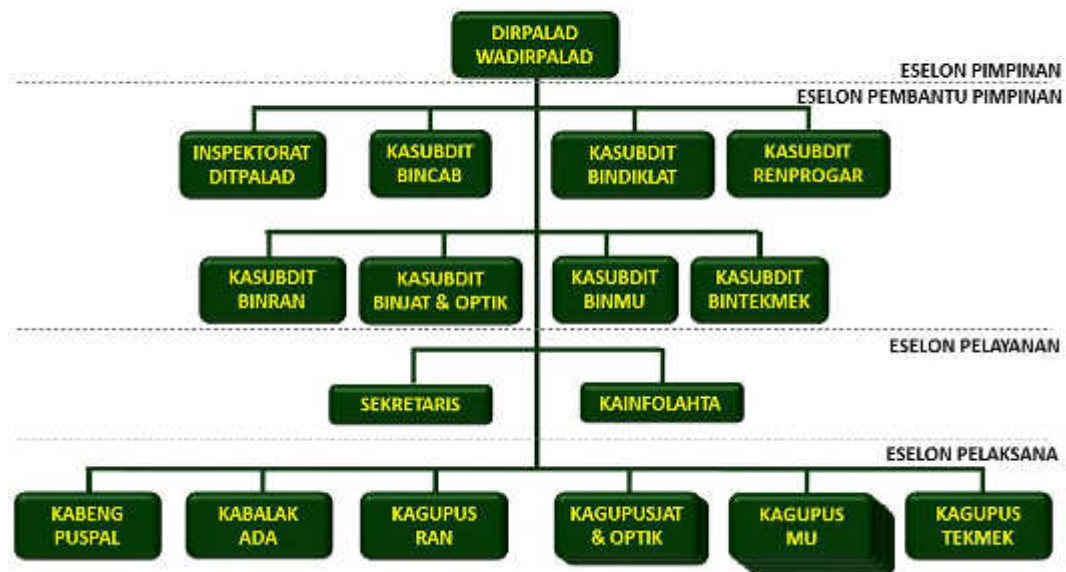 DIRPALAD
WADIRPALAD
ESELON PIMPINAN
ESELON PEMBANTU PIMPINAN
INSPEKTORAT
DITPALAD
KASUBDIT
BINCAB
KASUBDIT
BINDIKLAT
KASUBDIT
RENPROGAR
KASUBDIT
BINRAN
KASUBDIT
BINJAT & OPTIK
KASUBDIT
BINMU
KASUBDIT
BINTEKMEK
ESELON PELAYANAN
SEKRETARIS
KAINFOLAHTA
ESELON PELAKSANA
KABENG
PUSPAL
KABALAK
ADA
KAGUPUS
RAN
KAGUPUSJAT
& OPTIK
KAGUPUS
MU
KAGUPUS
TEKMEK